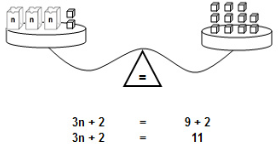 n n n
=
3n + 2 = 9 + 2
3n + 2 = 11